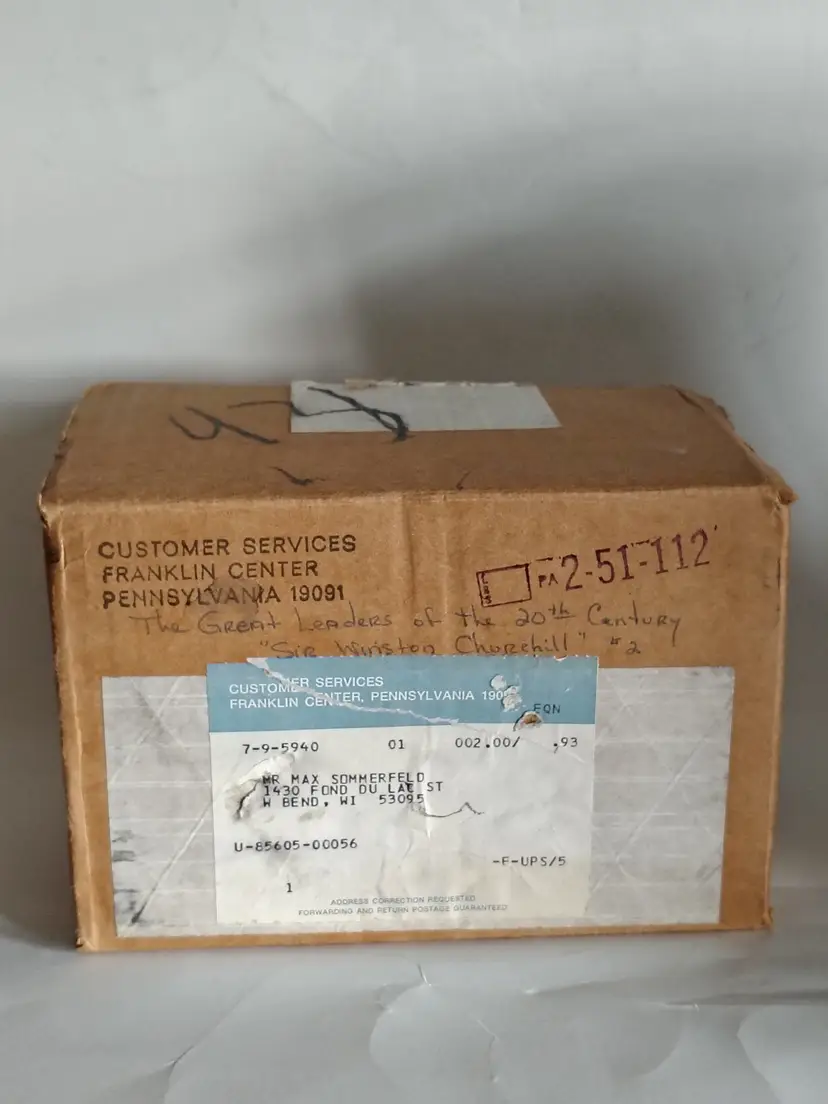 CUSTOMER SERVICES
FRANKLIN CENTER
PENNSYLVANIA 19091
UPS PA 2-51-112
The Great Leaders of the 20th Century
"Sir Winston Churchill" #2
CUSTOMER SERVICES
FRANKLIN CENTER, PENNSYLVANIA
EQN
7-9-5940 01 002.00/ ,93
MR MAX SOMMERFELD
1430 FOND DU LAC ST
W BEND, WI 53095
U-85605-00056
-F-UPS/5
1
ADDRESS CORRECTION REQUESTED
FORWARDING AND RETURN POSTAGE GUARANTEED